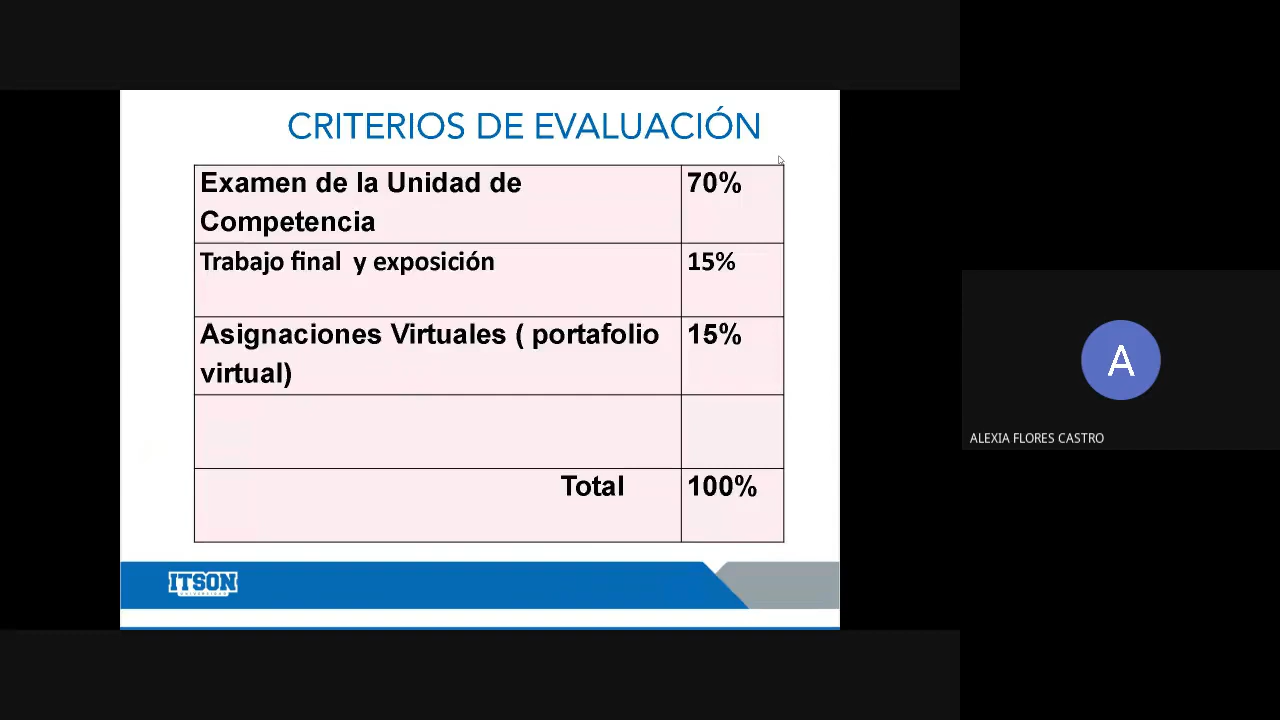 CRITERIOS DE EVALUACIÓN
Examen de la Unidad de 70%
Competencia
Trabajo final y exposición 15%
Asignaciones Virtuales ( portafolio 15%
virtual)
Total 100%
ITSON
UNIVERSIDAD
A
ALEXIA FLORES CASTRO